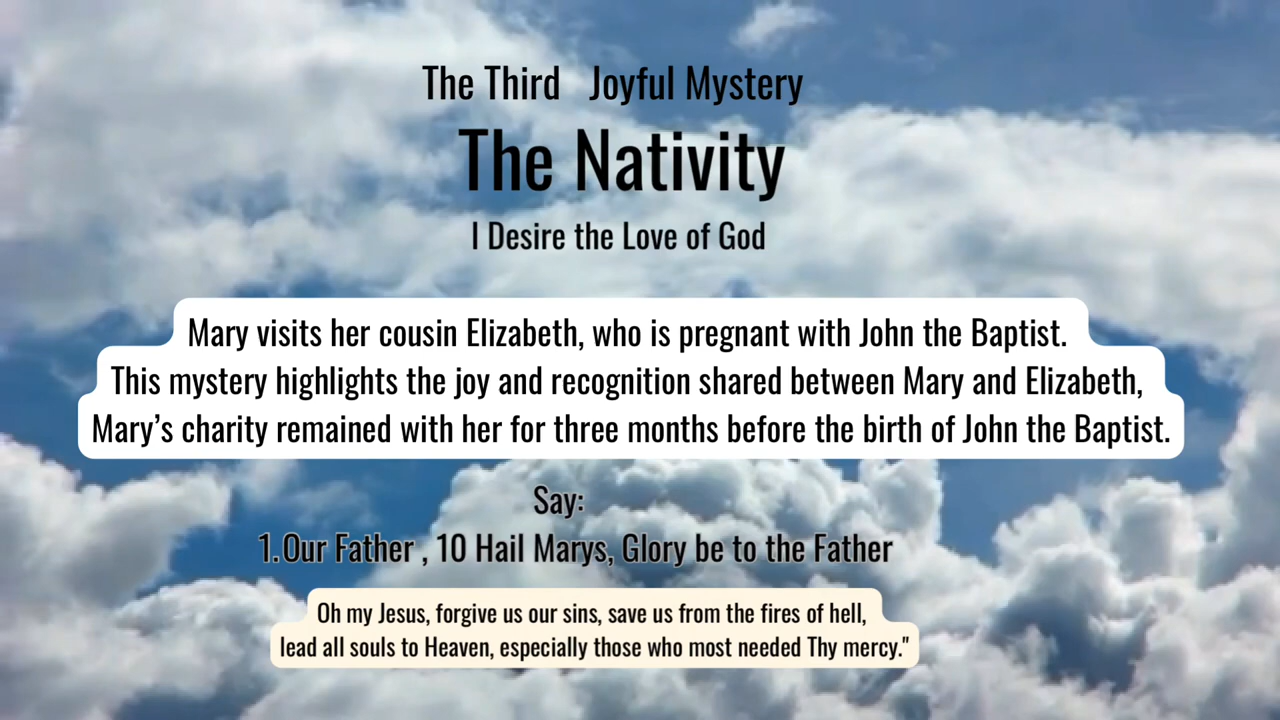 The Third Joyful Mystery
The Nativity
I Desire the Love of God
Mary visits her cousin Elizabeth, who is pregnant with John the Baptist.
This mystery highlights the joy and recognition shared between Mary and Elizabeth,
Mary’s charity remained with her for three months before the birth of John the Baptist.
Say:
1.Our Father , 10 Hail Marys, Glory be to the Father
Oh my Jesus, forgive us our sins, save us from the fires of hell,
lead all souls to Heaven, especially those who most needed Thy mercy."